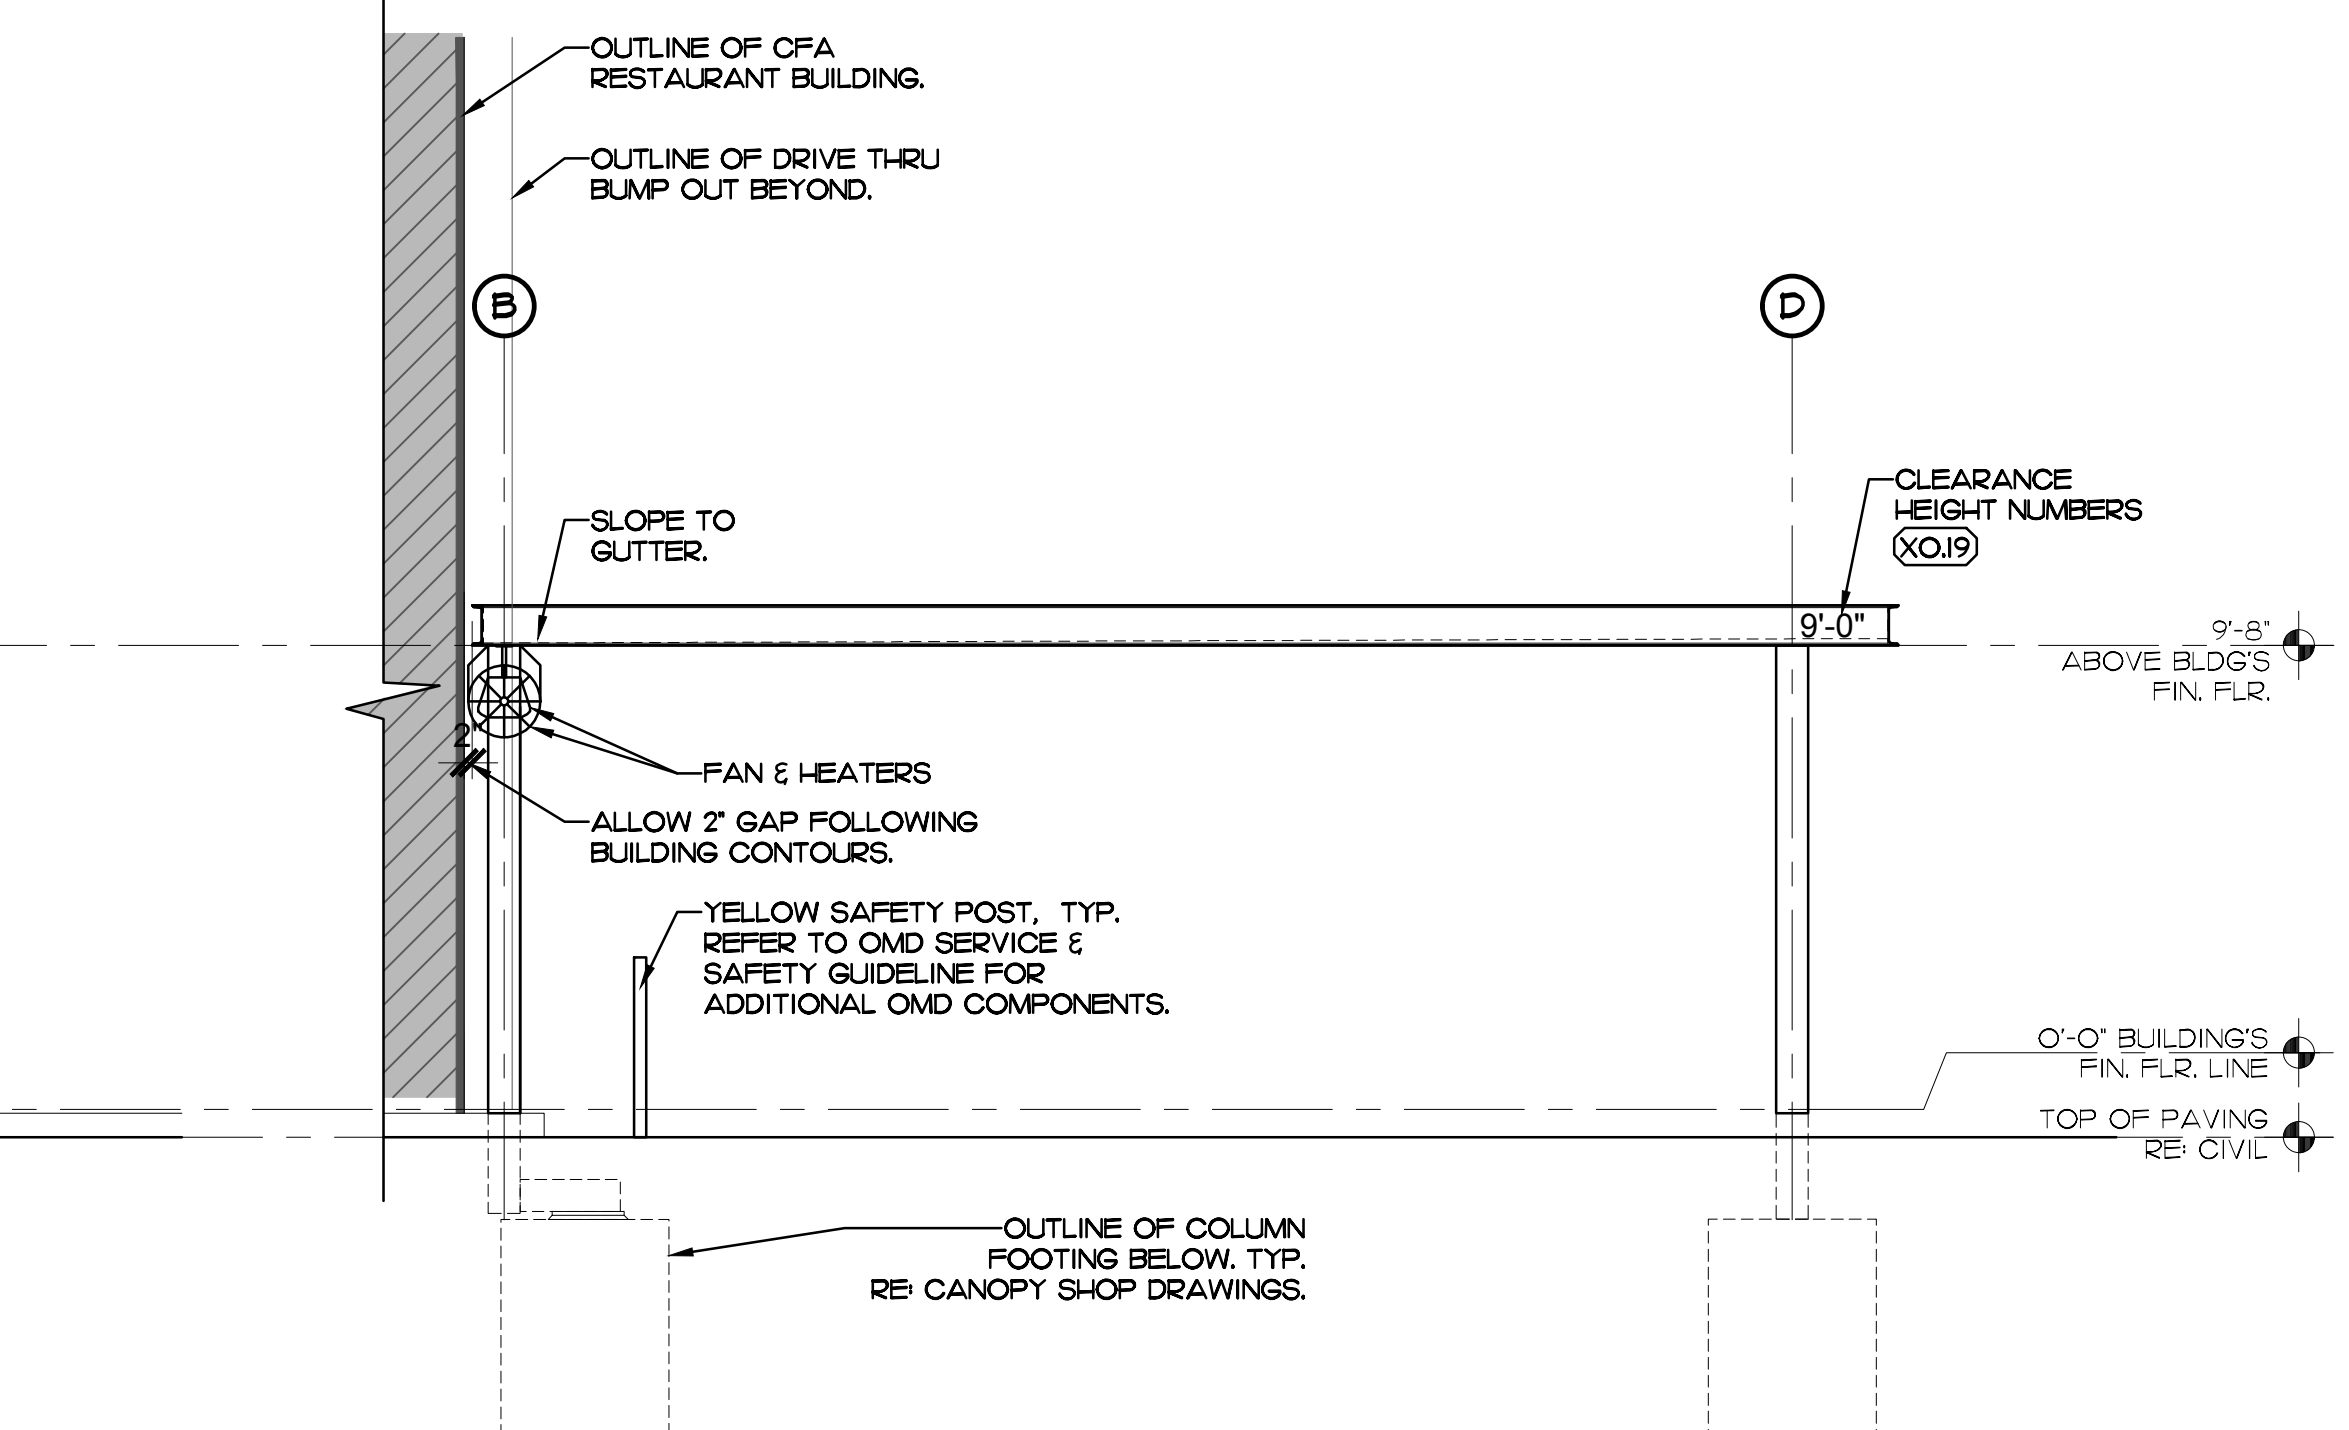 OUTLINE OF CFA
RESTAURANT BUILDING.
OUTLINE OF DRIVE THRU
BUMP OUT BEYOND.
B
D
CLEARANCE
HEIGHT NUMBERS
XO.19
SLOPE TO
GUTTER.
9'-0"
9'-8"
ABOVE BLDG'S
FIN. FLR.
2"
FAN & HEATERS
ALLOW 2" GAP FOLLOWING
BUILDING CONTOURS.
YELLOW SAFETY POST, TYP.
REFER TO OMD SERVICE &
SAFETY GUIDELINE FOR
ADDITIONAL OMD COMPONENTS.
0'-0" BUILDING'S
FIN. FLR. LINE
TOP OF PAVING
RE: CIVIL
OUTLINE OF COLUMN
FOOTING BELOW. TYP.
RE: CANOPY SHOP DRAWINGS.